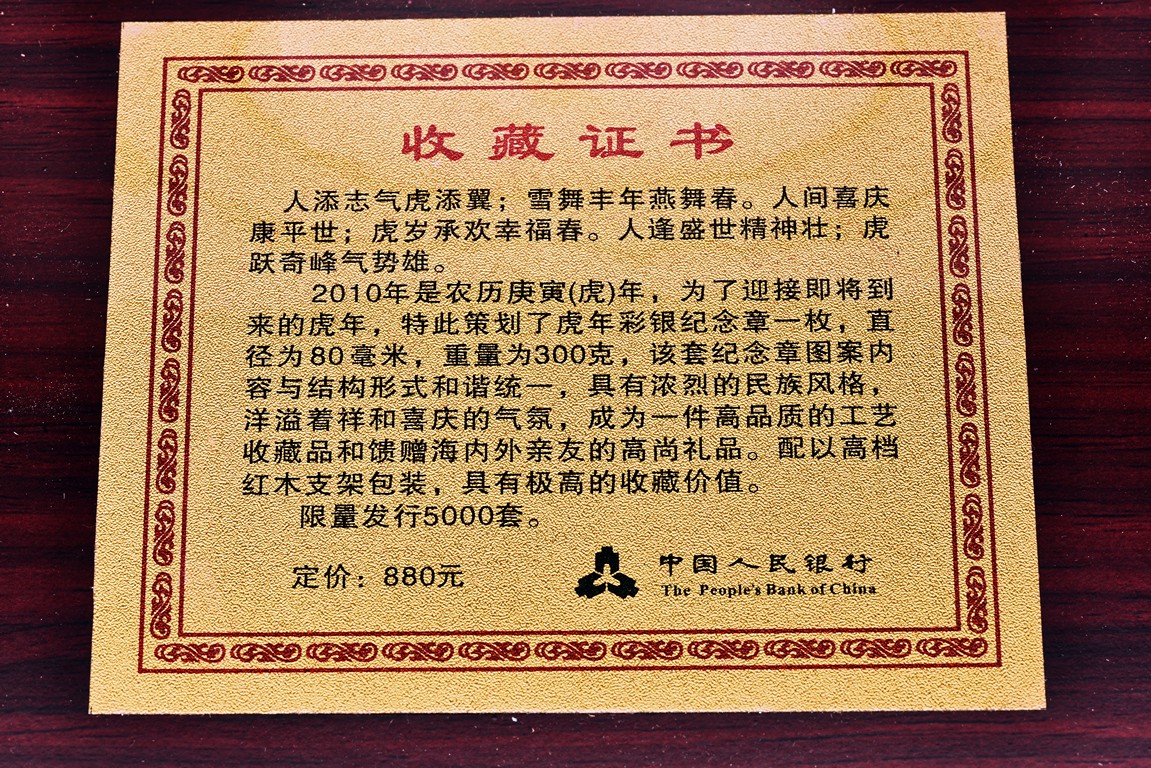 收藏证书
人添志气虎添翼；雪舞丰年燕舞春。人间喜庆
康平世；虎岁承欢幸福春。人逢盛世精神壮；虎
跃奇峰气势雄。
2010年是农历庚寅(虎)年，为了迎接即将到
来的虎年，特此策划了虎年彩银纪念章一枚，直
径为80毫米，重量为300克，该套纪念章图案内
容与结构形式和谐统一，具有浓烈的民族风格，
洋溢着祥和喜庆的气氛，成为一件高品质的工艺
收藏品和馈赠海内外亲友的高尚礼品。配以高档
红木支架包装，具有极高的收藏价值。
限量发行5000套。
定价：880元
中国人民银行
The People's Bank of China